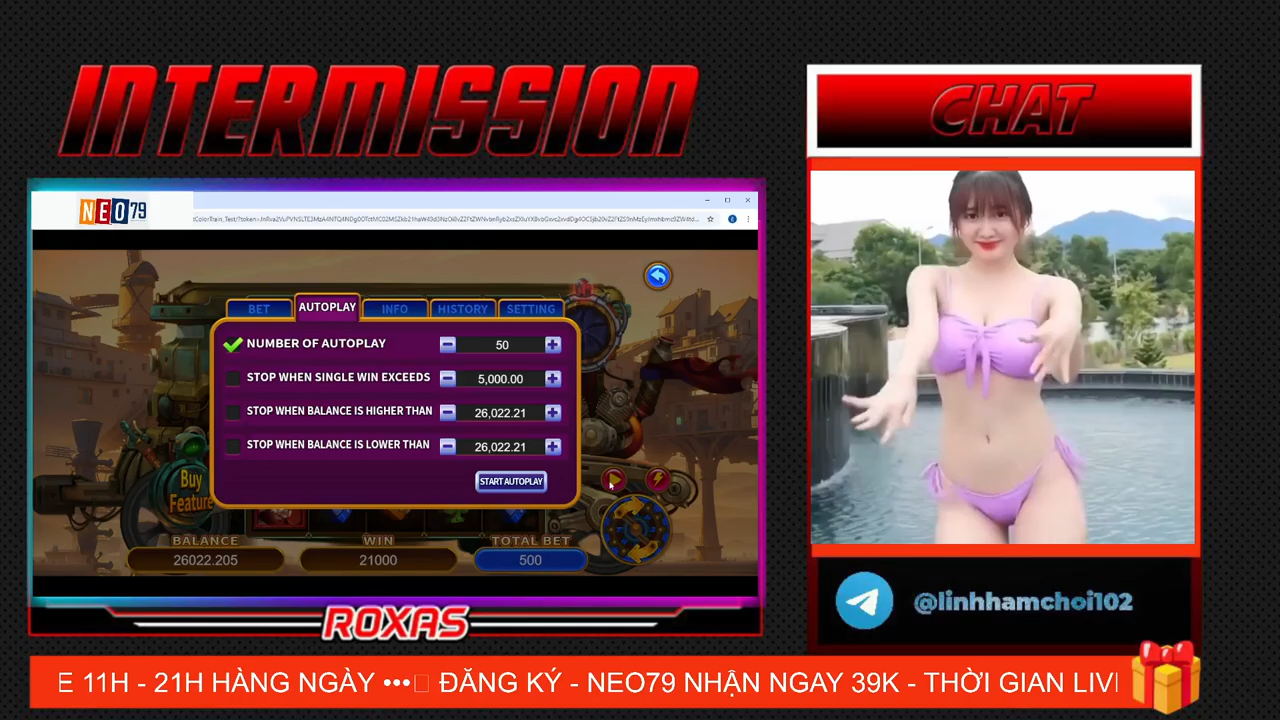 INTERMISSION
CHAT
NEO79
BET
AUTOPLAY
INFO
HISTORY
SETTING
NUMBER OF AUTOPLAY
50
STOP WHEN SINGLE WIN EXCEEDS
5,000.00
STOP WHEN BALANCE IS HIGHER THAN
26,022.21
STOP WHEN BALANCE IS LOWER THAN
26,022.21
START AUTOPLAY
Buy
Feature
BALANCE
WIN
TOTAL BET
26022.205
21000
500
ROXAS
@linhhamchoi102
E 11H - 21H HÀNG NGÀY •••□ ĐĂNG KÝ - NEO79 NHẬN NGAY 39K - THỜI GIAN LIVE